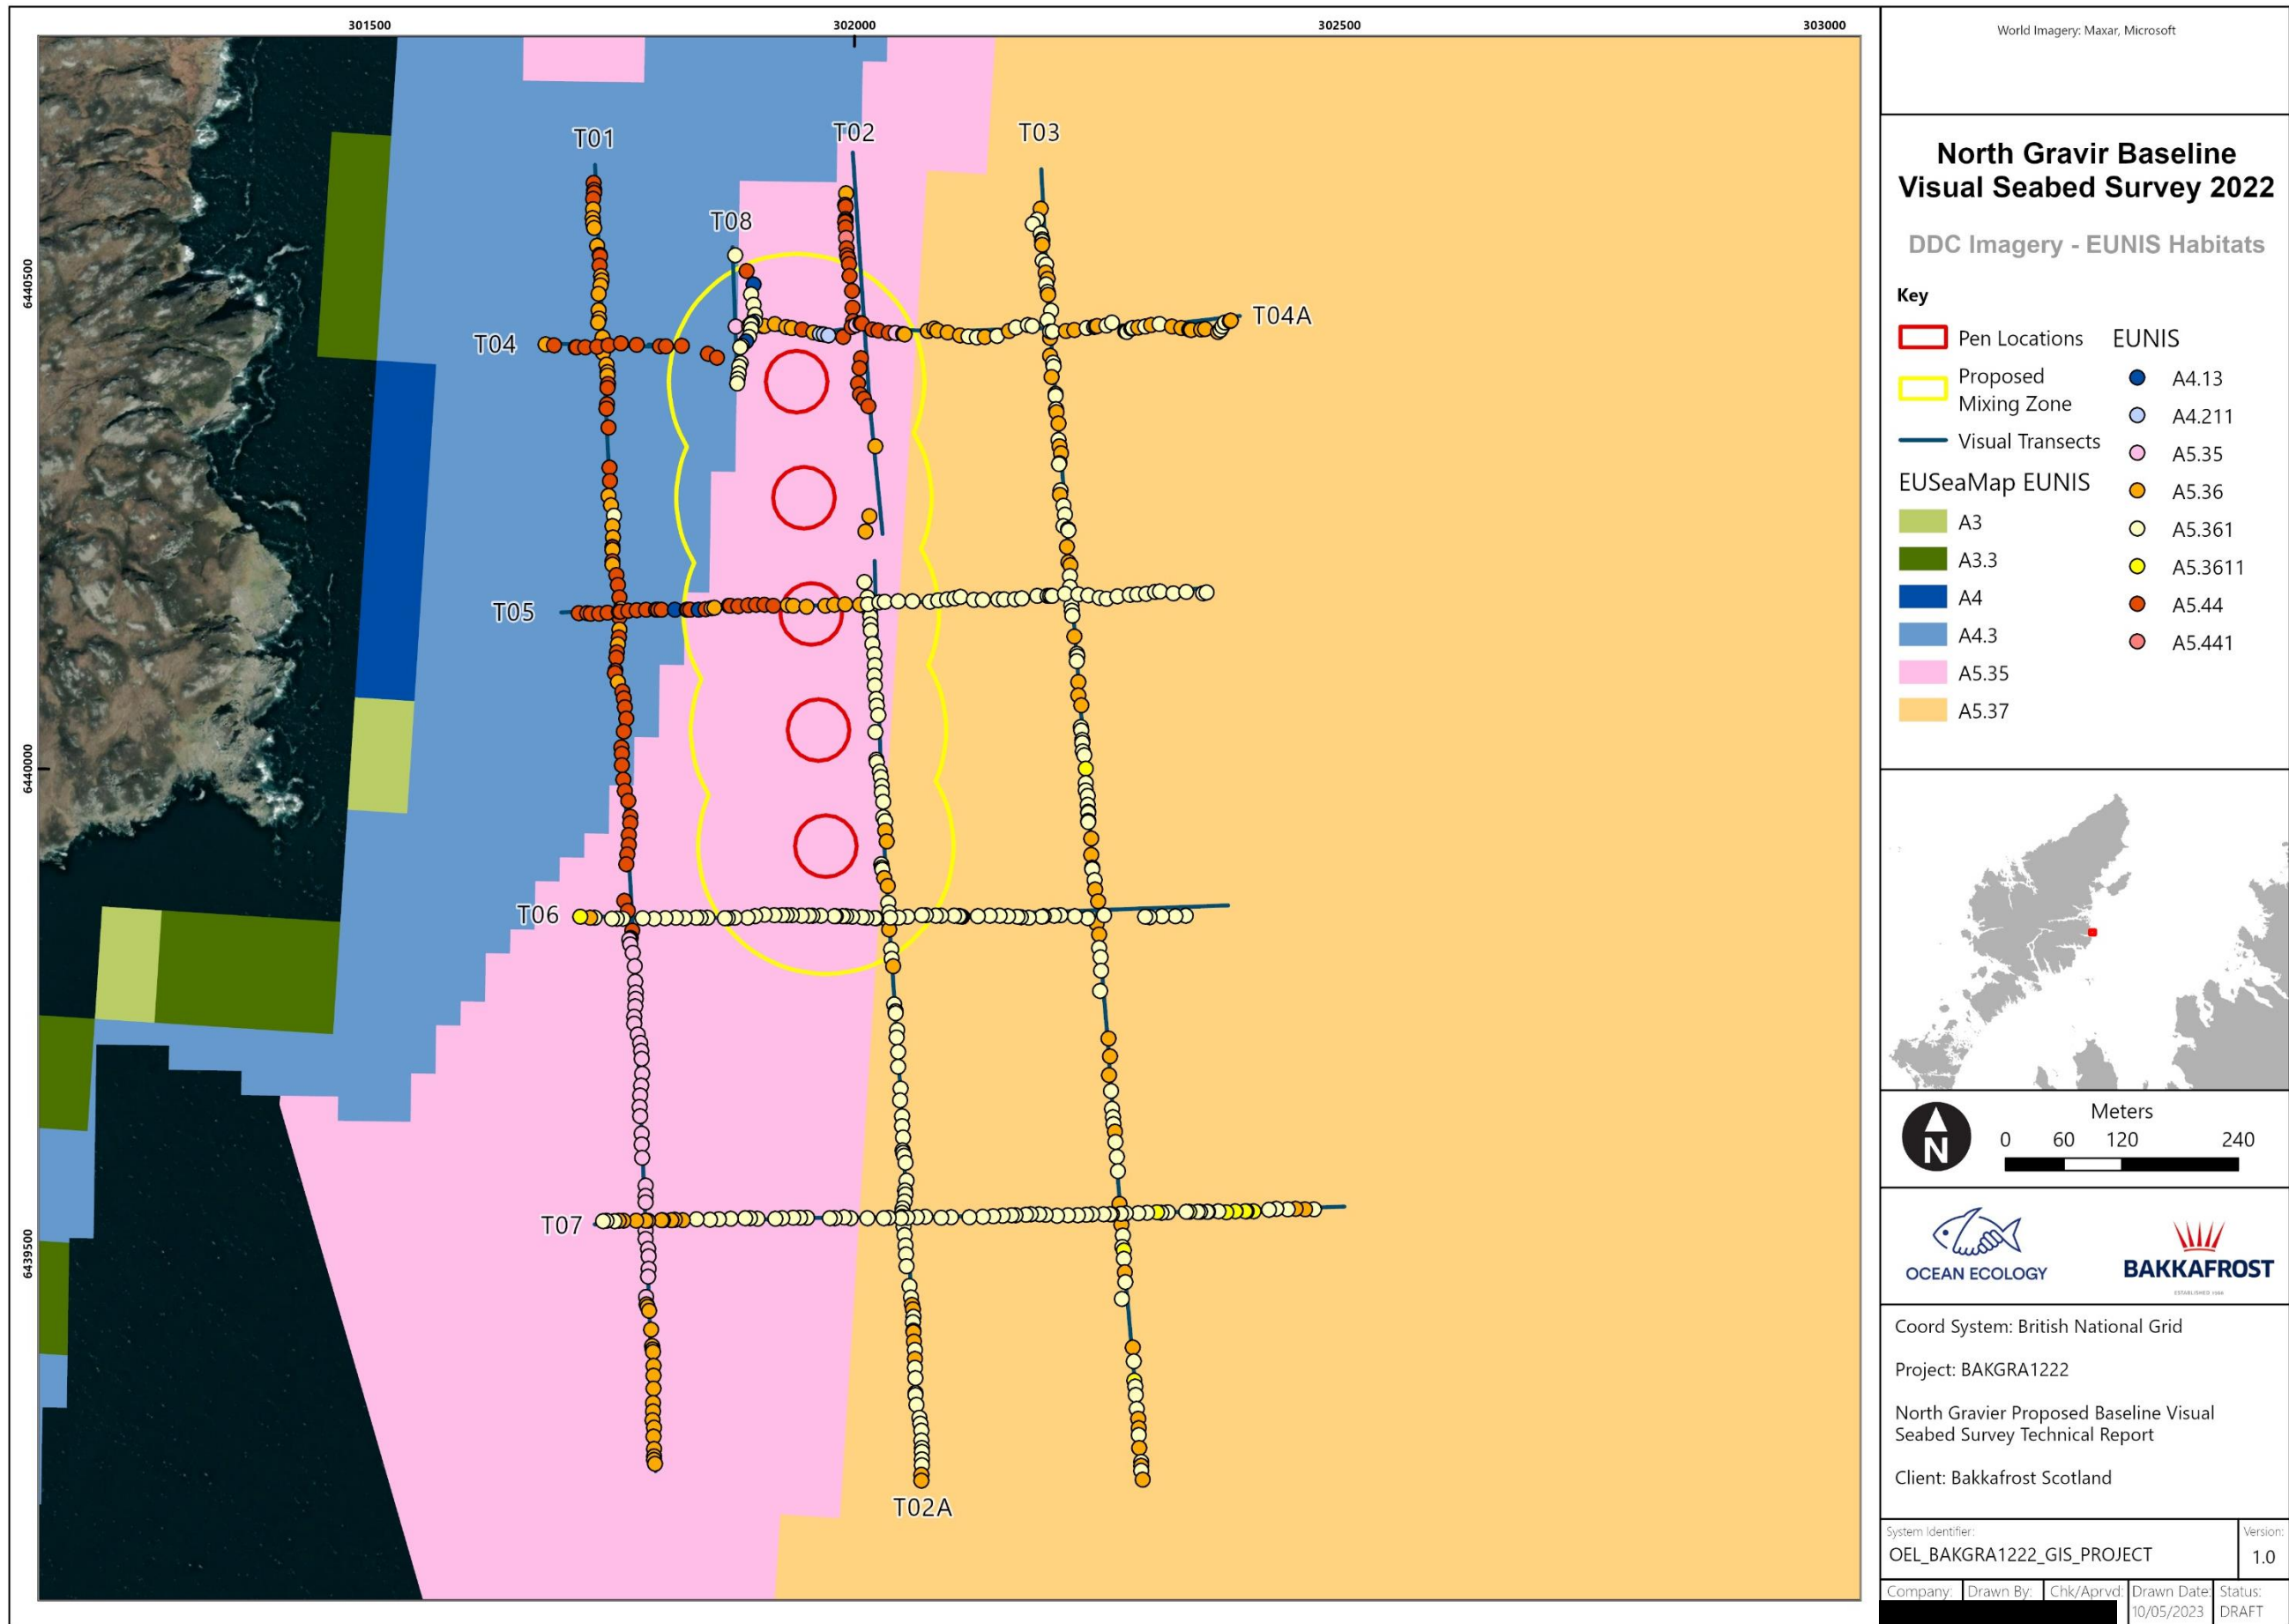 301500
302000
302500
303000
6440500
6440000
6439500
T01
T02
T03
T08
T04
T04A
T05
T06
T07
T02A
World Imagery: Maxar, Microsoft
North Gravir Baseline
Visual Seabed Survey 2022
DDC Imagery - EUNIS Habitats
Key
Pen Locations
Proposed
Mixing Zone
Visual Transects
EUSeaMap EUNIS
A3
A3.3
A4
A4.3
A5.35
A5.37
EUNIS
A4.13
A4.211
A5.35
A5.36
A5.361
A5.3611
A5.44
A5.441
N
Meters
0 60 120 240
OCEAN ECOLOGY
BAKKAFROST
ESTABLISHED 1968
Coord System: British National Grid
Project: BAKGRA1222
North Gravier Proposed Baseline Visual
Seabed Survey Technical Report
Client: Bakkafrost Scotland
System Identifier:
OEL_BAKGRA1222_GIS_PROJECT
Version:
1.0
Company:
Drawn By:
Chk/Aprvd:
Drawn Date:
10/05/2023
Status:
DRAFT